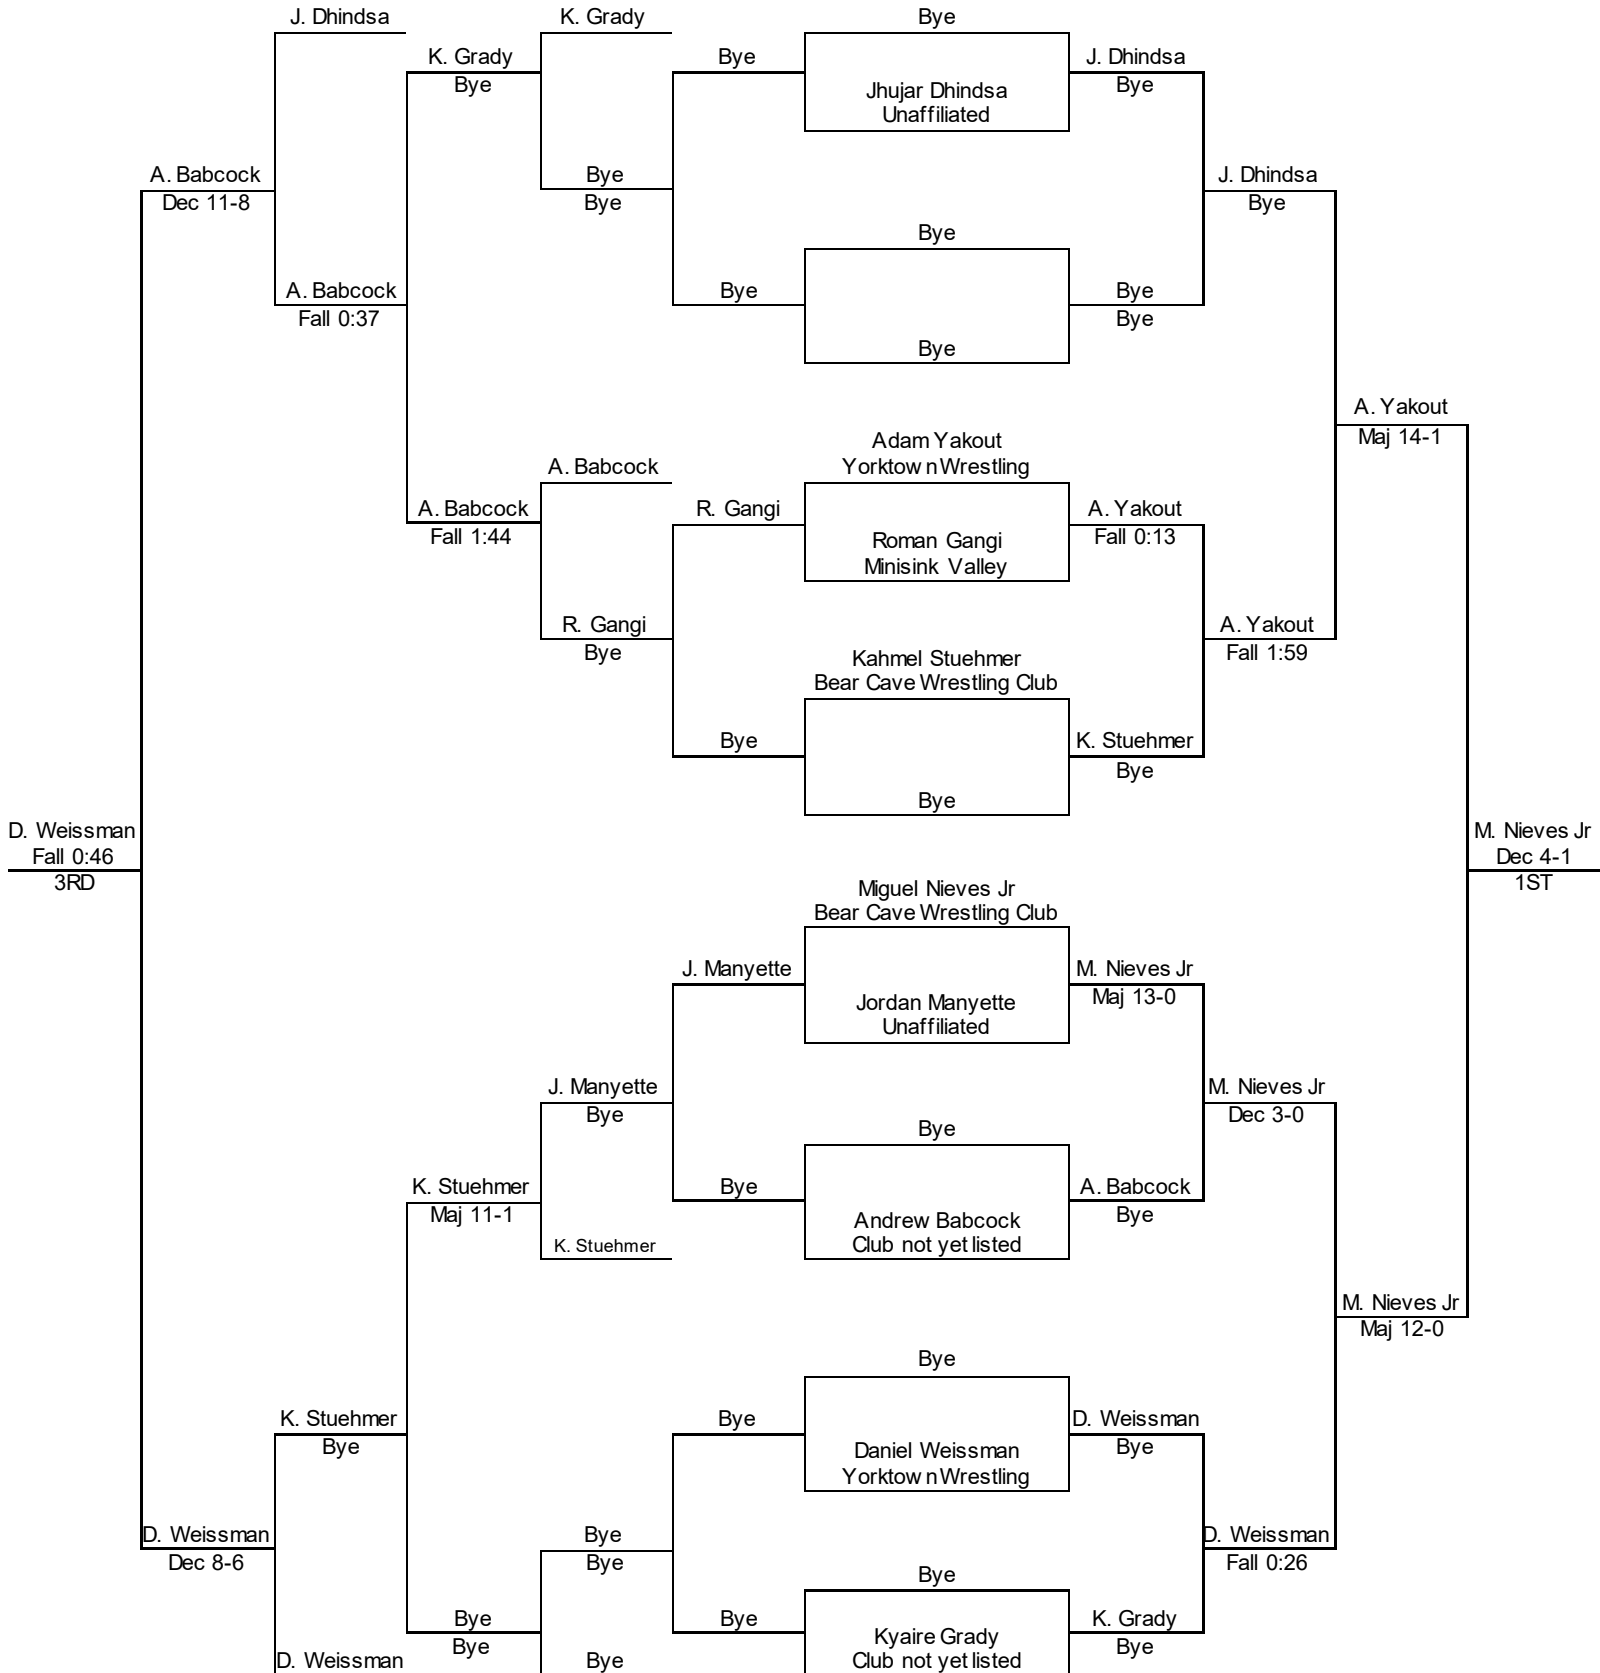 J. Dhindsa
K. Grady
Bye
K. Grady
Bye
Bye
J. Dhindsa
Bye
Jhujar Dhindsa
Unaffiliated
A. Babcock
Dec 11-8
Bye
Bye
J. Dhindsa
Bye
Bye
A. Babcock
Fall 0:37
Bye
Bye
Bye
Bye
A. Yakout
Maj 14-1
Adam Yakout
Yorktown Wrestling
A. Babcock
A. Babcock
Fall 1:44
R. Gangi
A. Yakout
Fall 0:13
Roman Gangi
Minisink Valley
R. Gangi
Bye
A. Yakout
Fall 1:59
Kahmel Stuehmer
Bear Cave Wrestling Club
Bye
K. Stuehmer
Bye
Bye
D. Weissman
Fall 0:46
3RD
M. Nieves Jr
Dec 4-1
1ST
Miguel Nieves Jr
Bear Cave Wrestling Club
J. Manyette
M. Nieves Jr
Maj 13-0
Jordan Manyette
Unaffiliated
J. Manyette
Bye
M. Nieves Jr
Dec 3-0
Bye
K. Stuehmer
Maj 11-1
Bye
A. Babcock
Bye
Andrew Babcock
Club not yet listed
K. Stuehmer
M. Nieves Jr
Maj 12-0
Bye
K. Stuehmer
Bye
Bye
D. Weissman
Bye
Daniel Weissman
Yorktown Wrestling
D. Weissman
Dec 8-6
Bye
Bye
D. Weissman
Fall 0:26
Bye
Bye
Bye
Bye
K. Grady
Bye
Kyaire Grady
Club not yet listed
D. Weissman
Bye